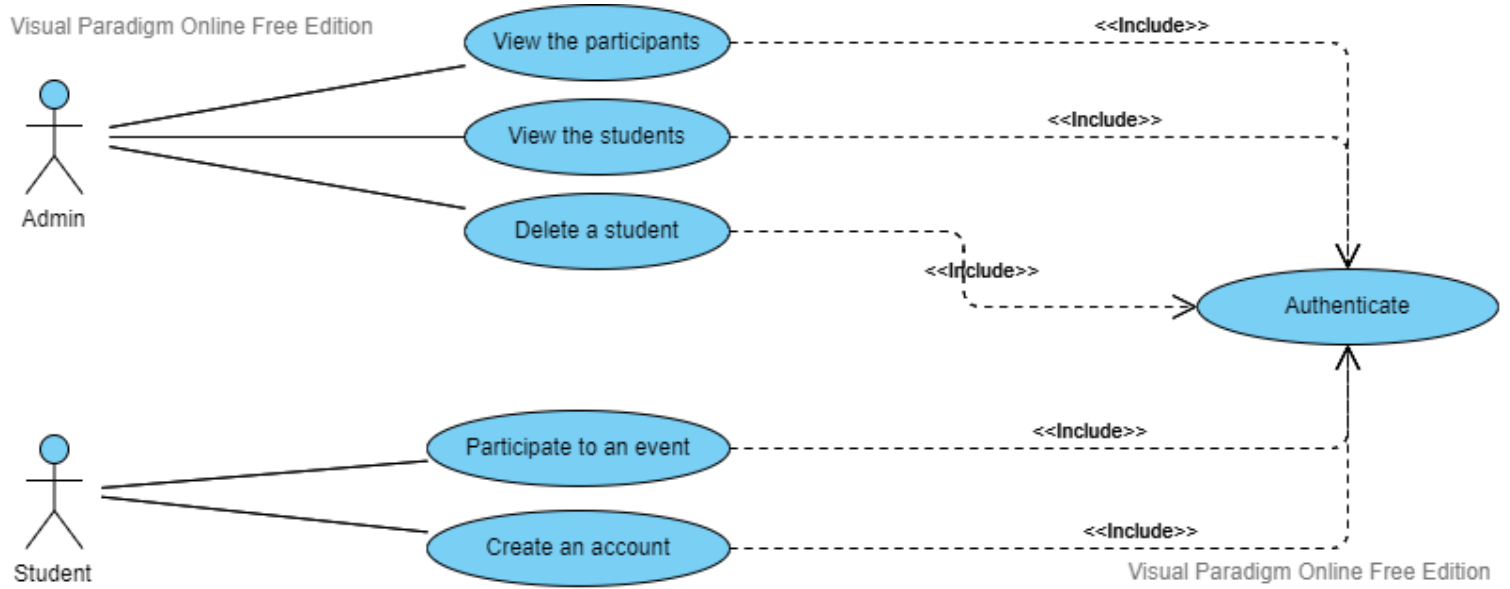 Visual Paradigm Online Free Edition
View the participants
<<Include>>
View the students
<<Include>>
Admin
Delete a student
<<Include>>
Authenticate
Participate to an event
<<Include>>
Create an account
<<Include>>
Student
Visual Paradigm Online Free Edition